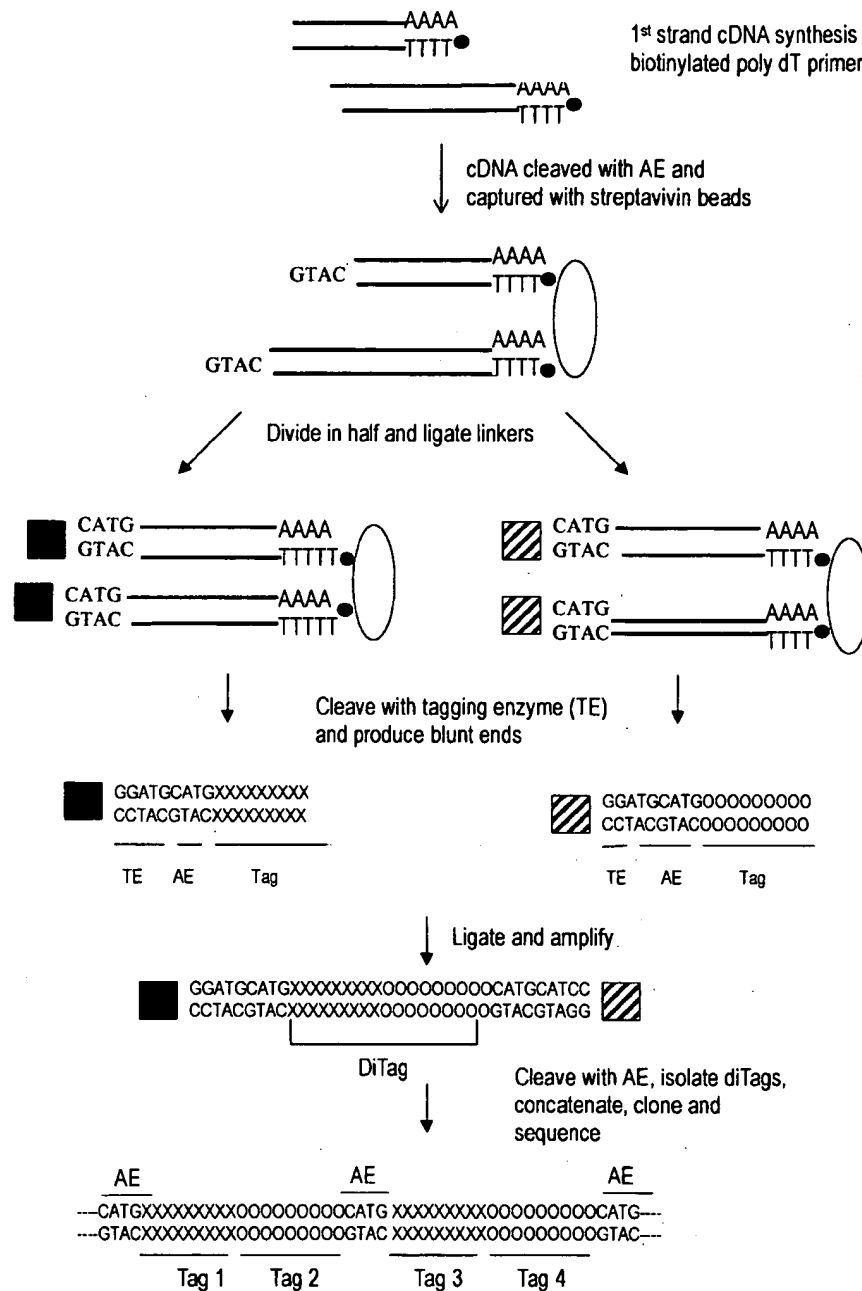 AAAA
TTTT
1st strand cDNA synthesis
biotinylated poly dT primer
AAAA
TTTT
cDNA cleaved with AE and
captured with streptavivin beads
AAAA
GTAC
TTTT
AAAA
GTAC
TTTT
Divide in half and ligate linkers
CATG AAAA
GTAC TTTTT
CATG AAAA
GTAC TTTTT
CATG AAAA
GTAC TTTT
CATG AAAA
GTAC TTTT
Cleave with tagging enzyme (TE)
and produce blunt ends
GGATGCATGXXXXXXXXX
CCTACGTACXXXXXXXXX
TE AE Tag
GGATGCATGOOOOOOOOO
CCTACGTACOOOOOOOOO
TE AE Tag
Ligate and amplify
GGATGCATGXXXXXXXXXOOOOOOOOOCATGCATCC
CCTACGTACXXXXXXXXXOOOOOOOOOGTACGTAGG
DiTag
Cleave with AE, isolate diTags,
concatenate, clone and
sequence
AE AE AE
----CATGXXXXXXXXXOOOOOOOOOCATGXXXXXXXXXOOOOOOOOOCATG----
----GTACXXXXXXXXXOOOOOOOOOGTACXXXXXXXXXOOOOOOOOOGTAC----
Tag 1 Tag 2 Tag 3 Tag 4